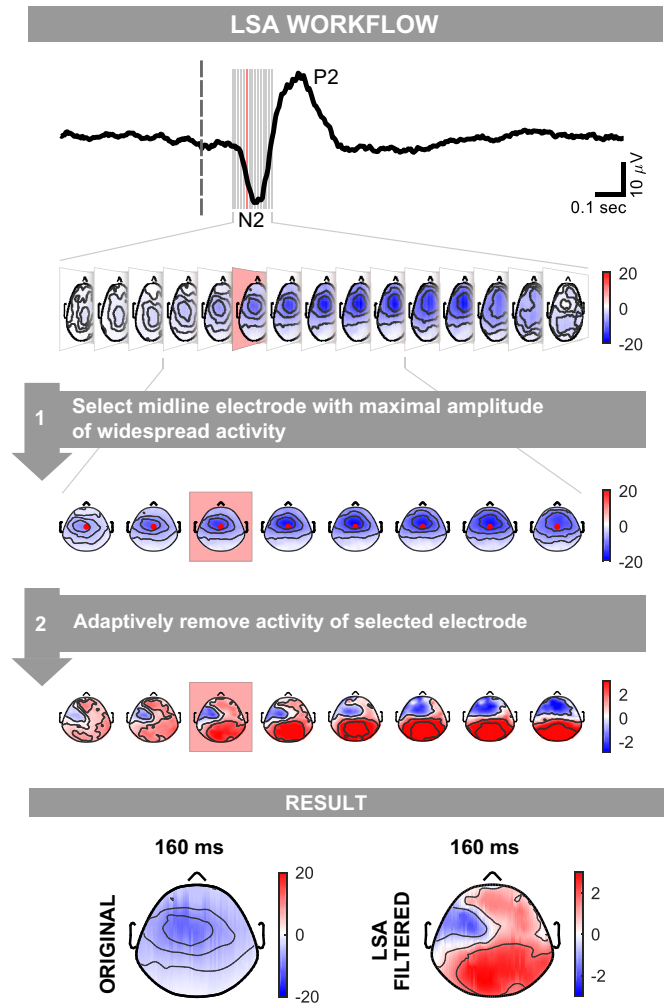 LSA WORKFLOW
P2
N2
10 µV
0.1 sec
20
0
-20
1
Select midline electrode with maximal amplitude
of widespread activity
20
0
-20
2
Adaptively remove activity of selected electrode
2
0
-2
RESULT
160 ms
160 ms
ORIGINAL
20
0
-20
LSA
FILTERED
2
0
-2